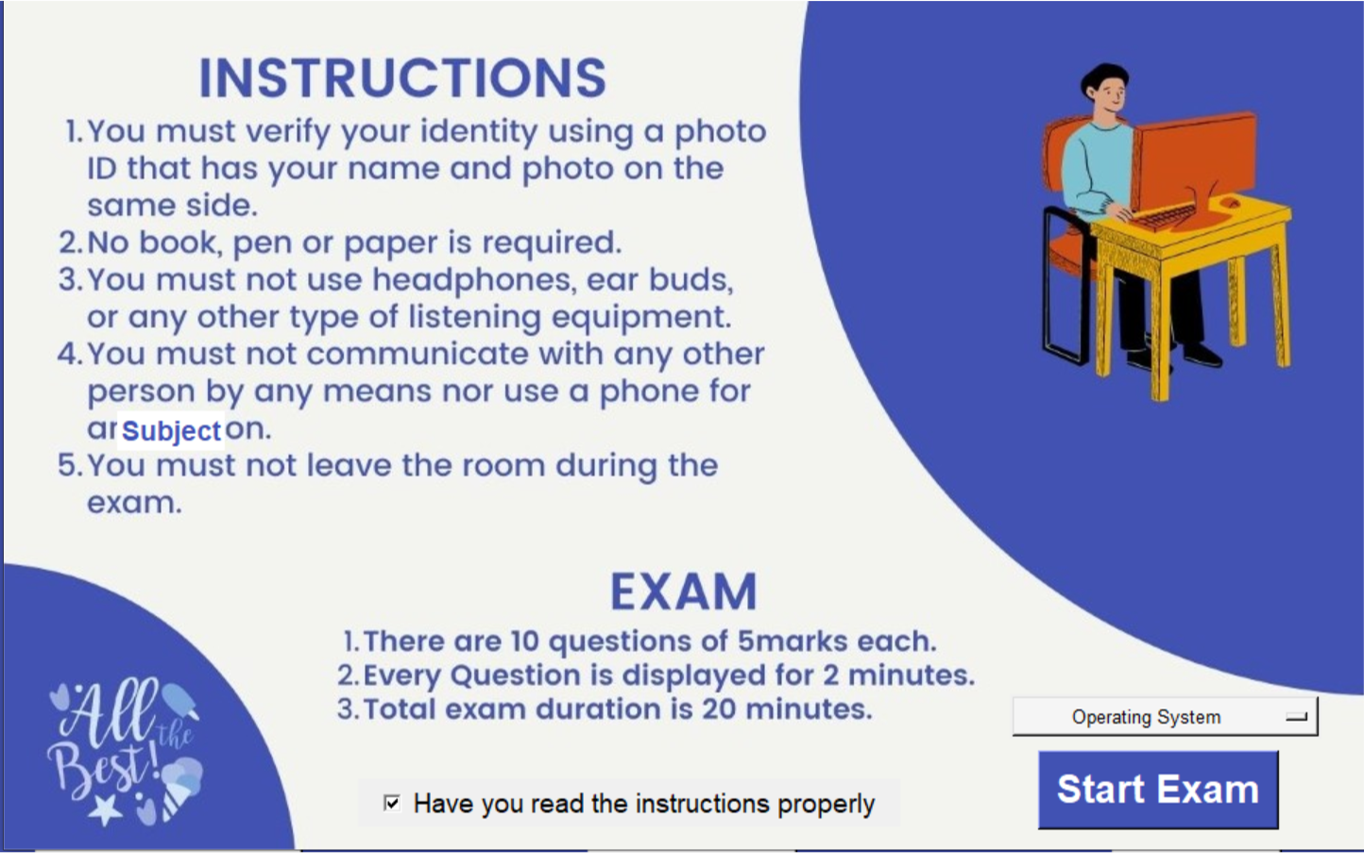 INSTRUCTIONS
1. You must verify your identity using a photo
ID that has your name and photo on the
same side.
2. No book, pen or paper is required.
3. You must not use headphones, ear buds,
or any other type of listening equipment.
4. You must not communicate with any other
person by any means nor use a phone for
Subject
5. You must not leave the room during the
exam.
EXAM
1. There are 10 questions of 5marks each.
2. Every Question is displayed for 2 minutes.
3. Total exam duration is 20 minutes.
Operating System
All
the
Best!
Start Exam
Have you read the instructions properly